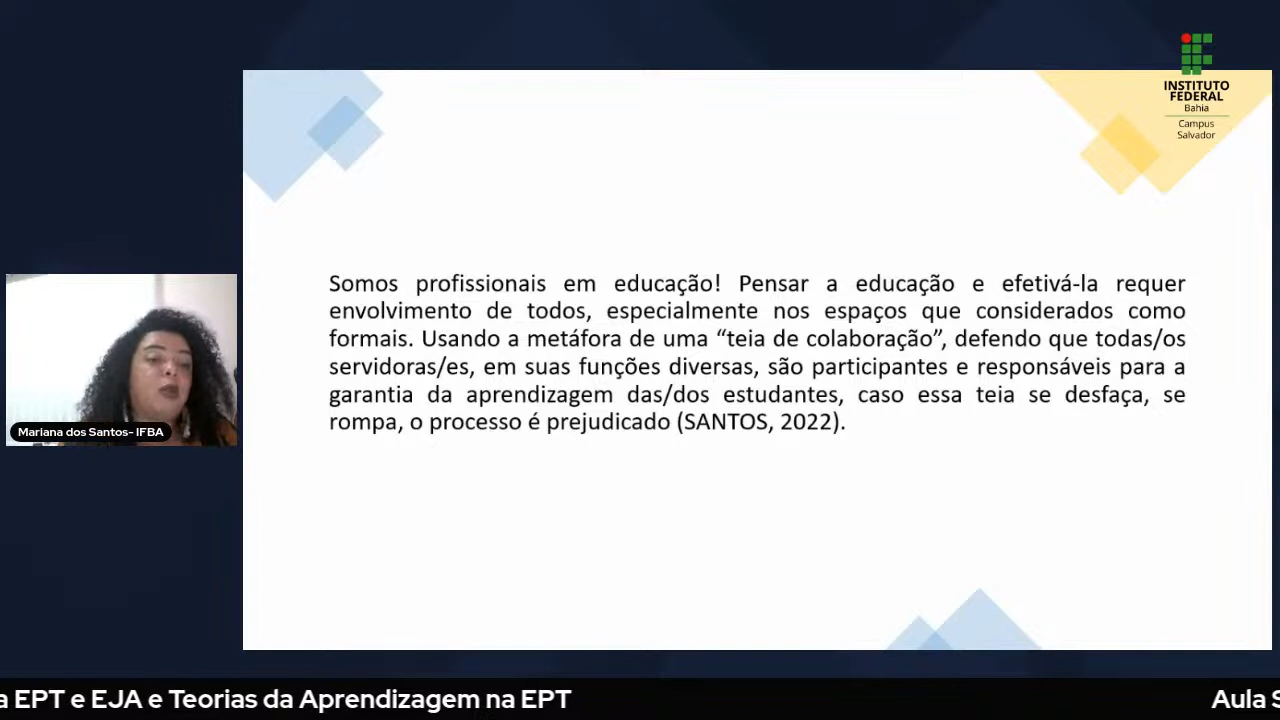 INSTITUTO
FEDERAL
Bahia
Campus
Salvador
Somos profissionais em educação! Pensar a educação e efetivá-la requer
envolvimento de todos, especialmente nos espaços que considerados como
formais. Usando a metáfora de uma “teia de colaboração”, defendo que todas/os
servidoras/es, em suas funções diversas, são participantes e responsáveis para a
garantia da aprendizagem das/dos estudantes, caso essa teia se desfaça, se
rompa, o processo é prejudicado (SANTOS, 2022).
Mariana dos Santos- IFBA
a EPT e EJA e Teorias da Aprendizagem na EPT
Aula S